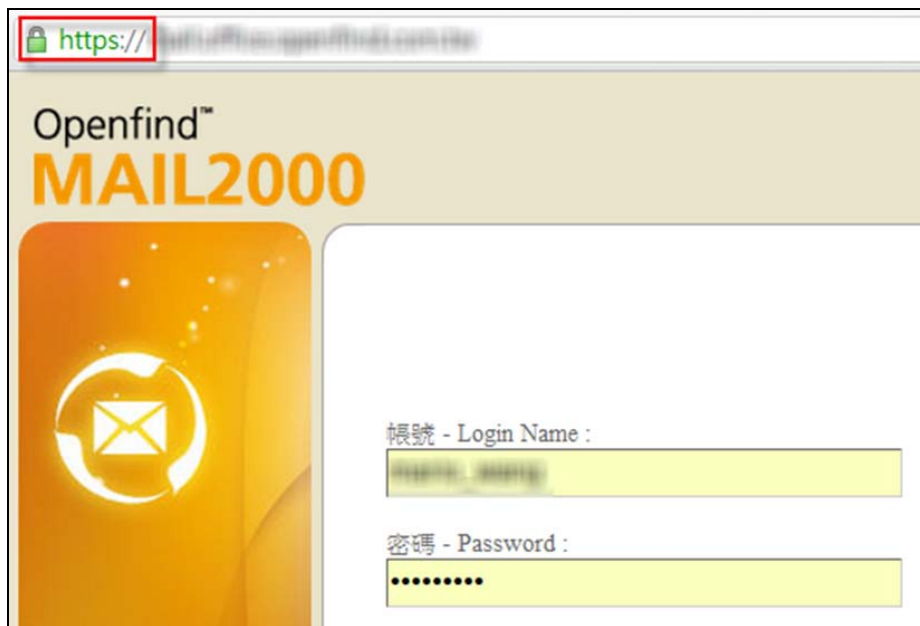 https://
Openfind™
MAIL2000
帳號 - Login Name :
密碼 - Password :
•••••••••